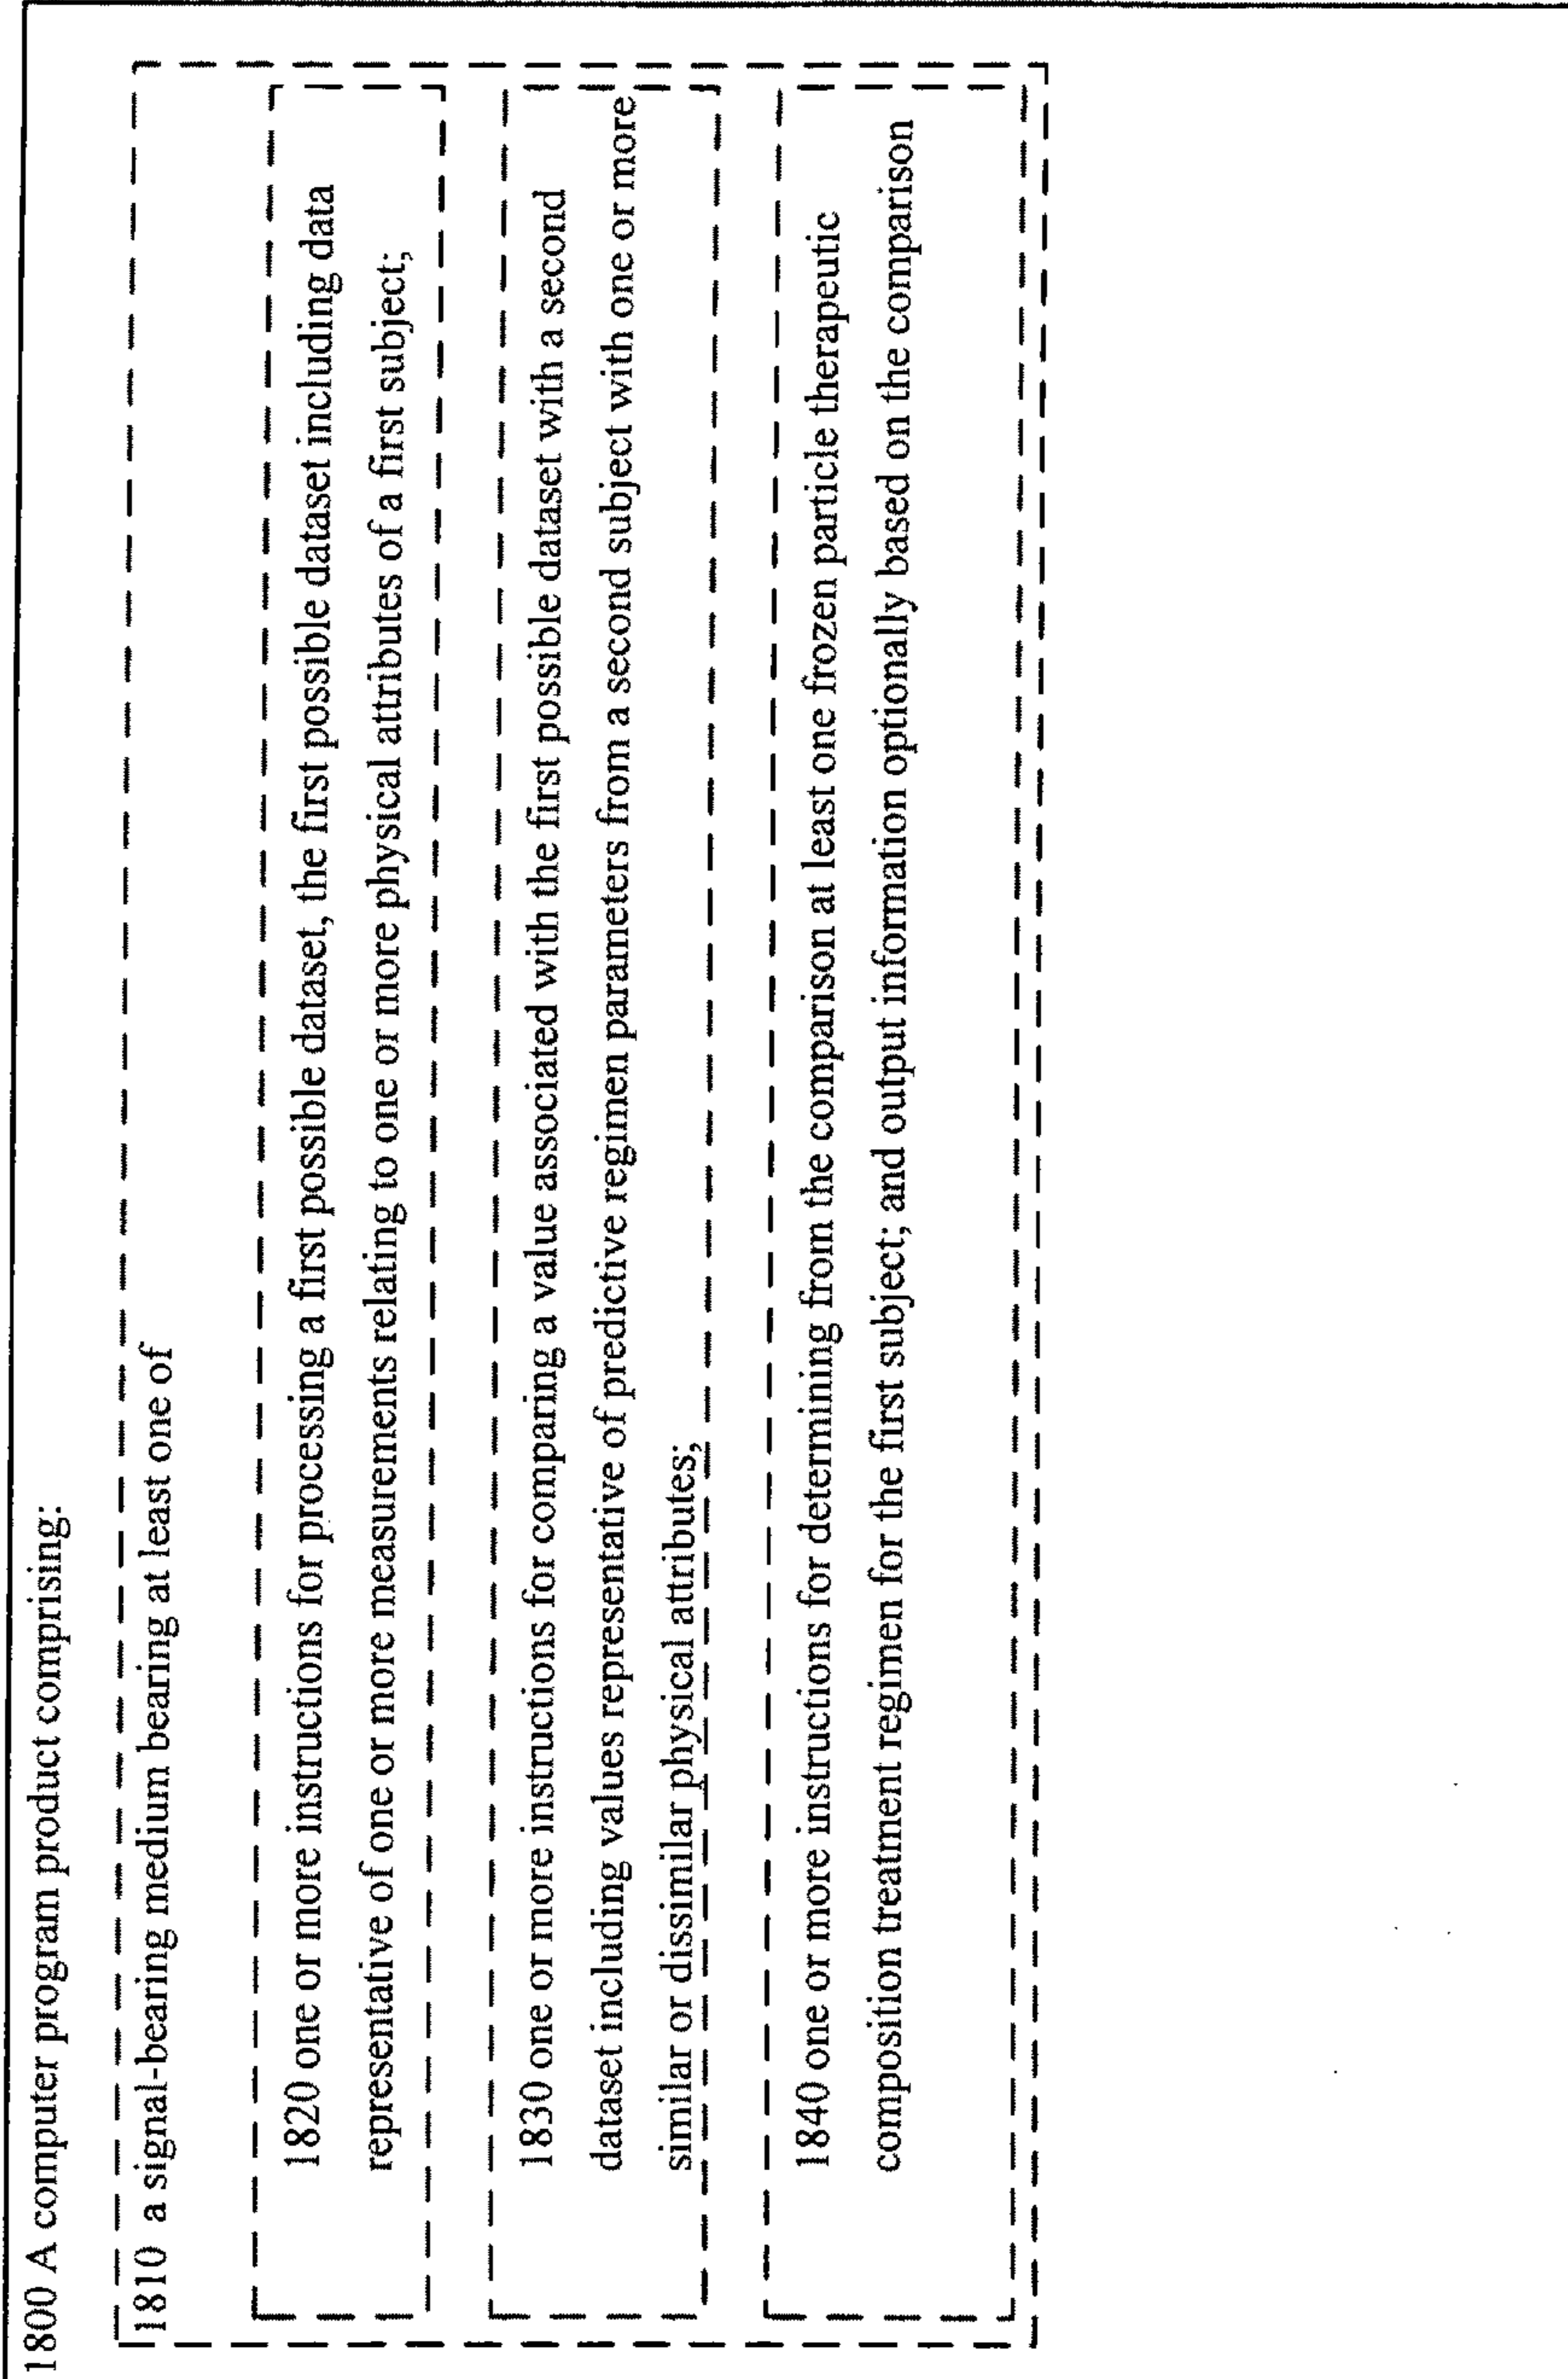 1800 A computer program product comprising:
1810 a signal-bearing medium bearing at least one of
1820 one or more instructions for processing a first possible dataset, the first possible dataset including data
representative of one or more measurements relating to one or more physical attributes of a first subject;
1830 one or more instructions for comparing a value associated with the first possible dataset with a second
dataset including values representative of predictive regimen parameters from a second subject with one or more
similar or dissimilar physical attributes;
1840 one or more instructions for determining from the comparison at least one frozen particle therapeutic
composition treatment regimen for the first subject; and output information optionally based on the comparison